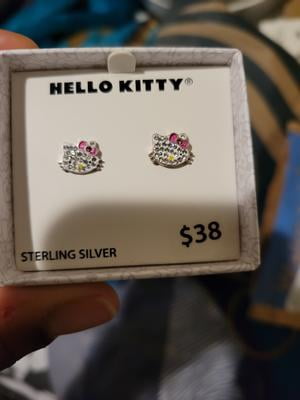 HELLO KITTY®
$38
STERLING SILVER